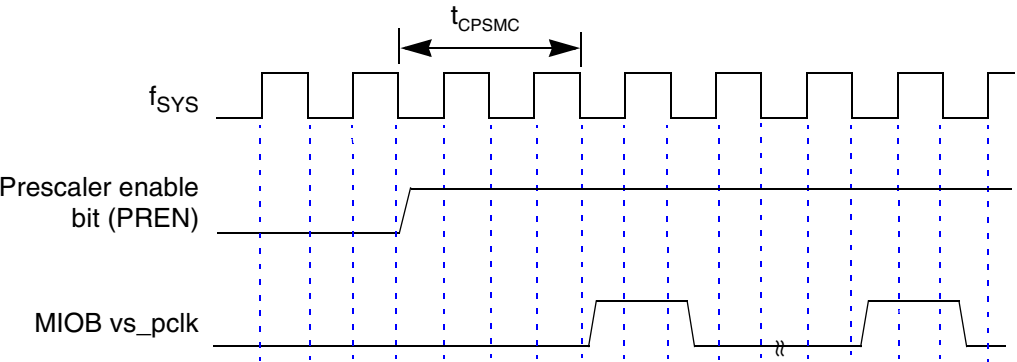 tCPSMC
fSYS
Prescaler enable
bit (PREN)
MIOB vs_pclk